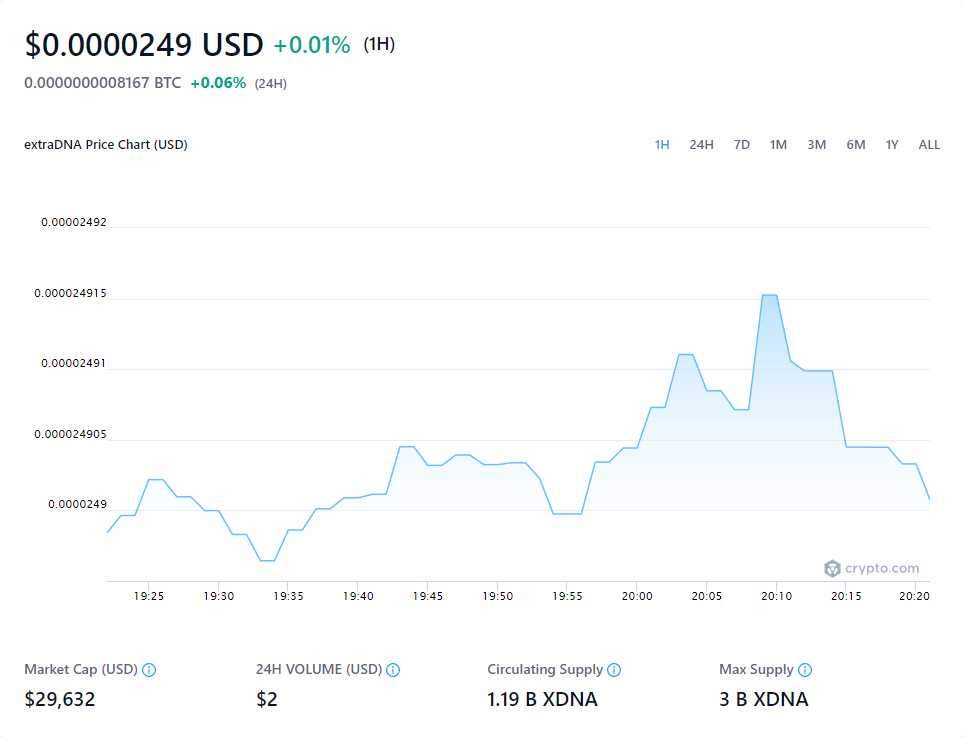 $0.0000249 USD +0.01% (1H)
0.0000000008167 BTC +0.06% (24H)
extraDNA Price Chart (USD) 1H 24H 7D 1M 3M 6M 1Y ALL
0.00002492
0.000024915
0.00002491
0.000024905
0.0000249
crypto.com
19:25 19:30 19:35 19:40 19:45 19:50 19:55 20:00 20:05 20:10 20:15 20:20
Market Cap (USD) 24H VOLUME (USD) Circulating Supply Max Supply
$29,632 $2 1.19 B XDNA 3 B XDNA